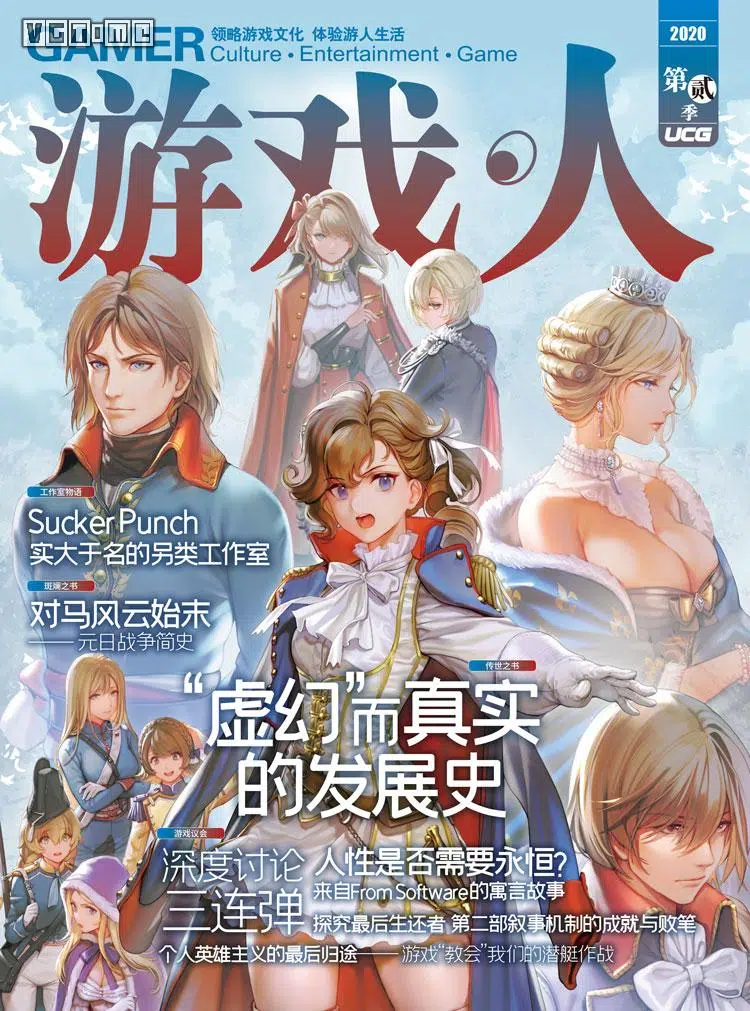 VGTIME
GAMER
领略游戏文化 体验游人生活
Culture • Entertainment • Game
2020
第贰季
UCG
游戏·人
工作室物语
Sucker Punch
实大于名的另类工作室
斑斓之书
对马风云始末
——元日战争简史
传世之书
“虚幻”而真实
的发展史
游戏议会
深度讨论
三连弹
人性是否需要永恒?
来自From Software的寓言故事
探究最后生还者 第二部叙事机制的成就与败笔
个人英雄主义的最后归途——游戏“教会”我们的潜艇作战